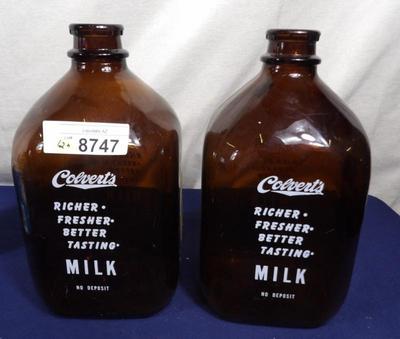 8747
Colvert's
RICHER •
FRESHER•
BETTER
TASTING•
MILK
NO DEPOSIT
Colvert's
RICHER •
FRESHER•
BETTER
TASTING•
MILK
NO DEPOSIT